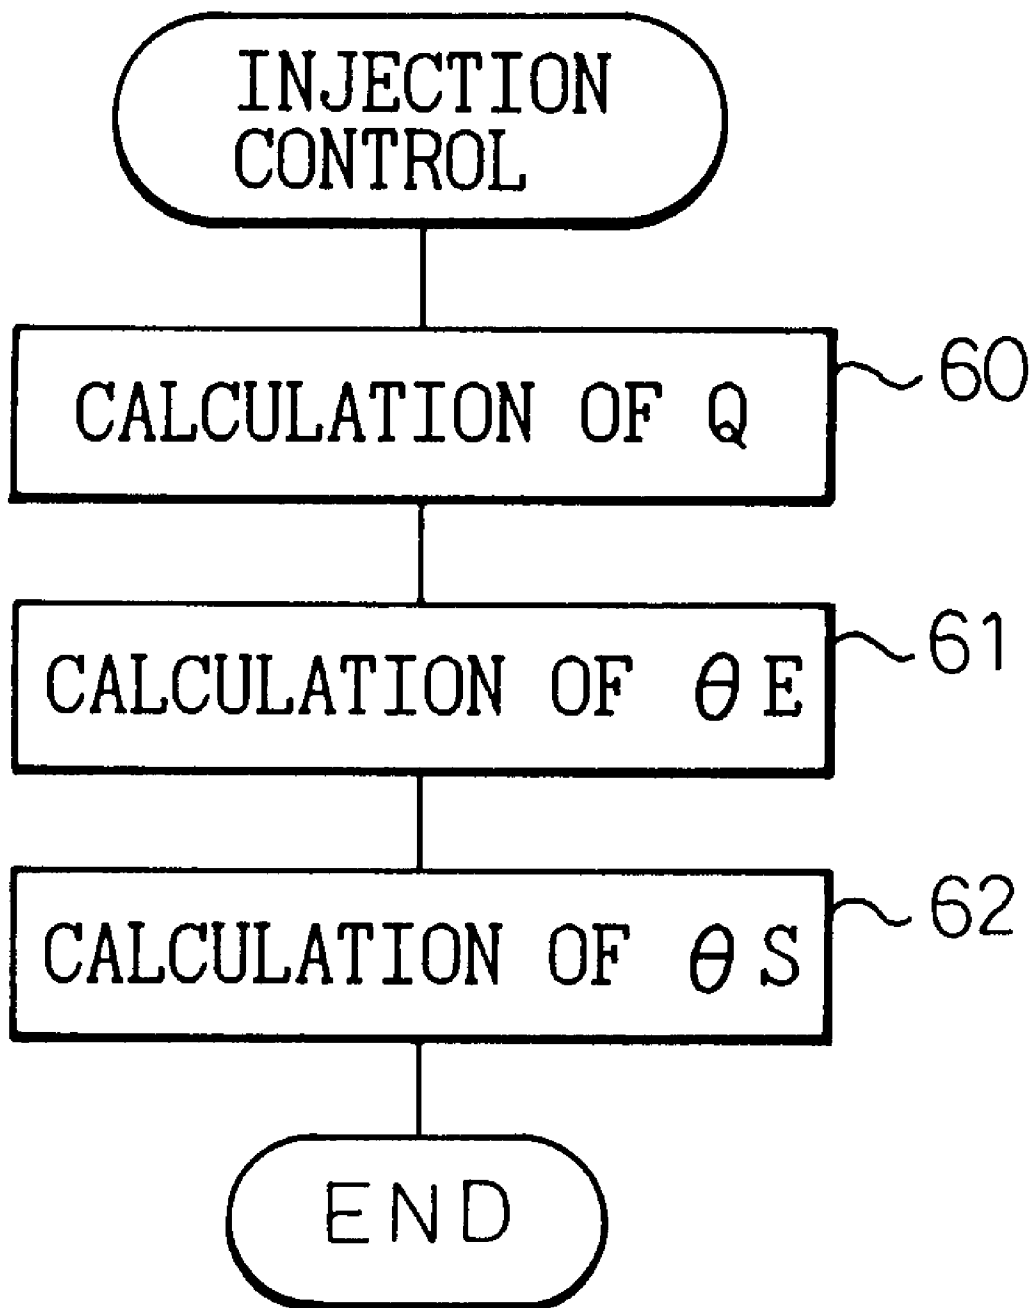 INJECTION
CONTROL
CALCULATION OF Q
60
CALCULATION OF θE
61
CALCULATION OF θS
62
END